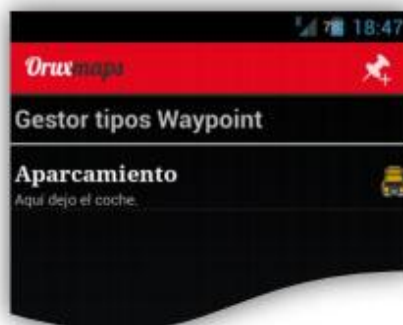 18:47
Oruxmaps
Gestor tipos Waypoint
Aparcamiento
Aquí dejo el coche.